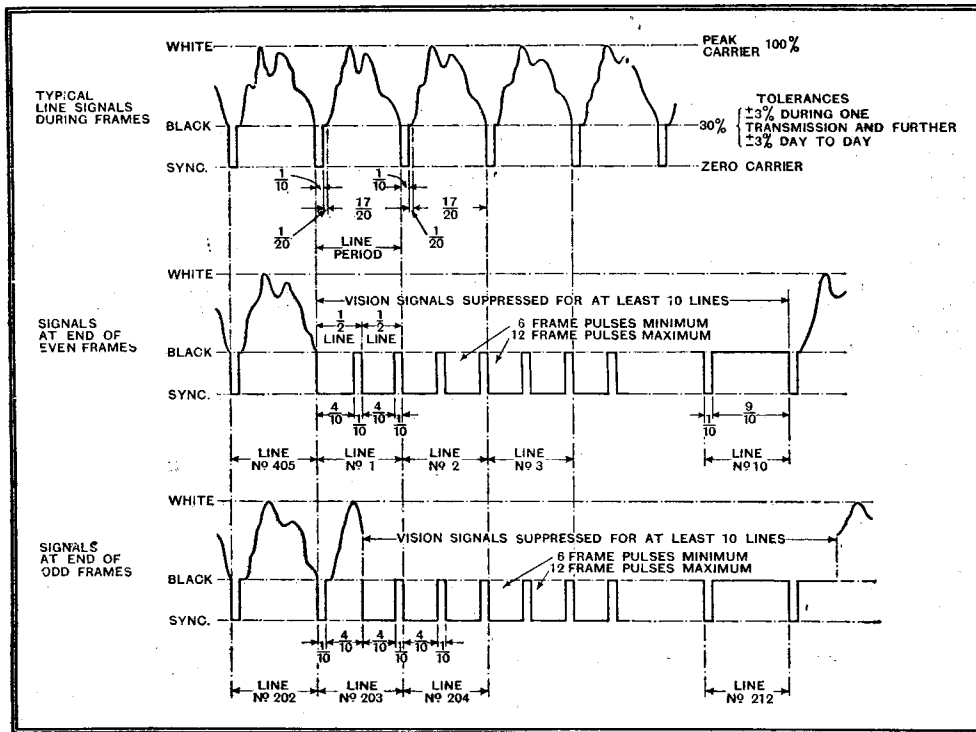 WHITE
PEAK
CARRIER 100%
TYPICAL
LINE SIGNALS
DURING FRAMES
BLACK
30%
TOLERANCES
±3% DURING ONE
TRANSMISSION AND FURTHER
±3% DAY TO DAY
SYNC.
ZERO CARRIER
1/10
1/10
17/20
17/20
1/20
1/20
LINE
PERIOD
WHITE
VISION SIGNALS SUPPRESSED FOR AT LEAST 10 LINES
SIGNALS
AT END OF
EVEN FRAMES
1/2
LINE
1/2
LINE
6 FRAME PULSES MINIMUM
12 FRAME PULSES MAXIMUM
BLACK
SYNC.
4/10
1/10
4/10
1/10
1/10
9/10
LINE
Nº 405
LINE
Nº 1
LINE
Nº 2
LINE
Nº 3
LINE
Nº 10
WHITE
VISION SIGNALS SUPPRESSED FOR AT LEAST 10 LINES
SIGNALS
AT END OF
ODD FRAMES
6 FRAME PULSES MINIMUM
12 FRAME PULSES MAXIMUM
BLACK
SYNC.
1/10
4/10
4/10
1/10
4/10
1/10
1/10
LINE
Nº 202
LINE
Nº 203
LINE
Nº 204
LINE
Nº 212